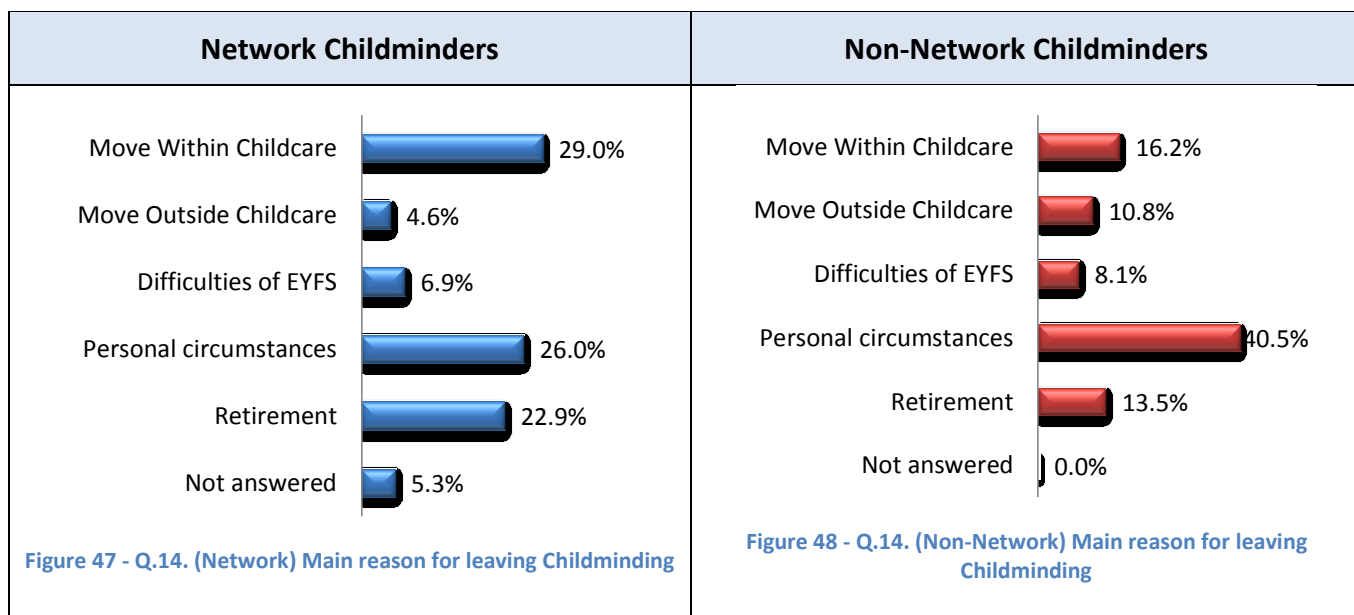 Network Childminders
Move Within Childcare 29.0%
Move Outside Childcare 4.6%
Difficulties of EYFS 6.9%
Personal circumstances 26.0%
Retirement 22.9%
Not answered 5.3%
Figure 47 - Q.14. (Network) Main reason for leaving Childminding
Non-Network Childminders
Move Within Childcare 16.2%
Move Outside Childcare 10.8%
Difficulties of EYFS 8.1%
Personal circumstances 40.5%
Retirement 13.5%
Not answered 0.0%
Figure 48 - Q.14. (Non-Network) Main reason for leaving
Childminding